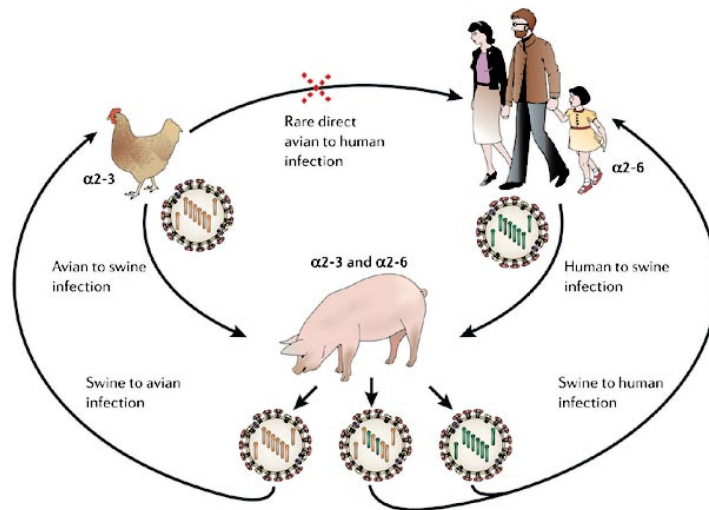 Rare direct
avian to human
infection
α2-3
α2-6
Avian to swine
infection
α2-3 and α2-6
Human to swine
infection
Swine to avian
infection
Swine to human
infection